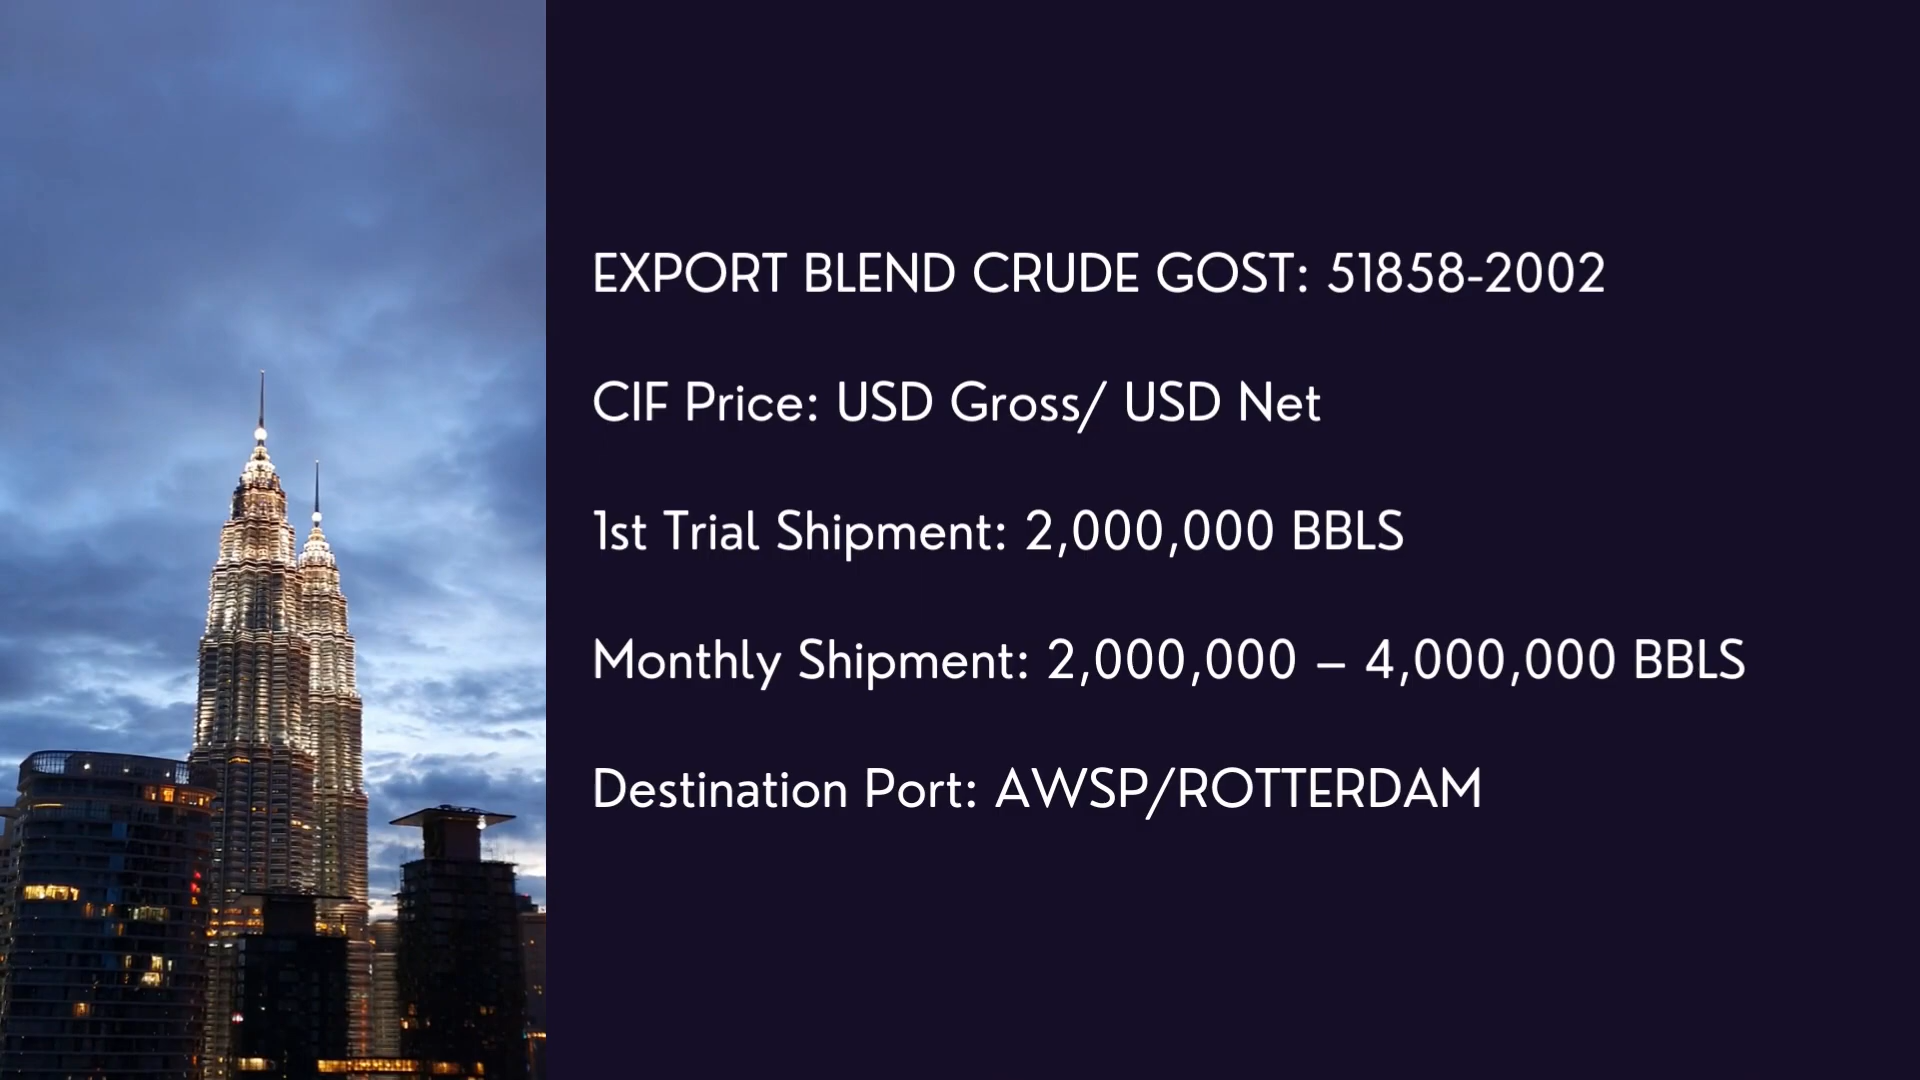 EXPORT BLEND CRUDE GOST: 51858-2002
CIF Price: USD Gross/ USD Net
1st Trial Shipment: 2,000,000 BBLS
Monthly Shipment: 2,000,000 – 4,000,000 BBLS
Destination Port: AWSP/ROTTERDAM